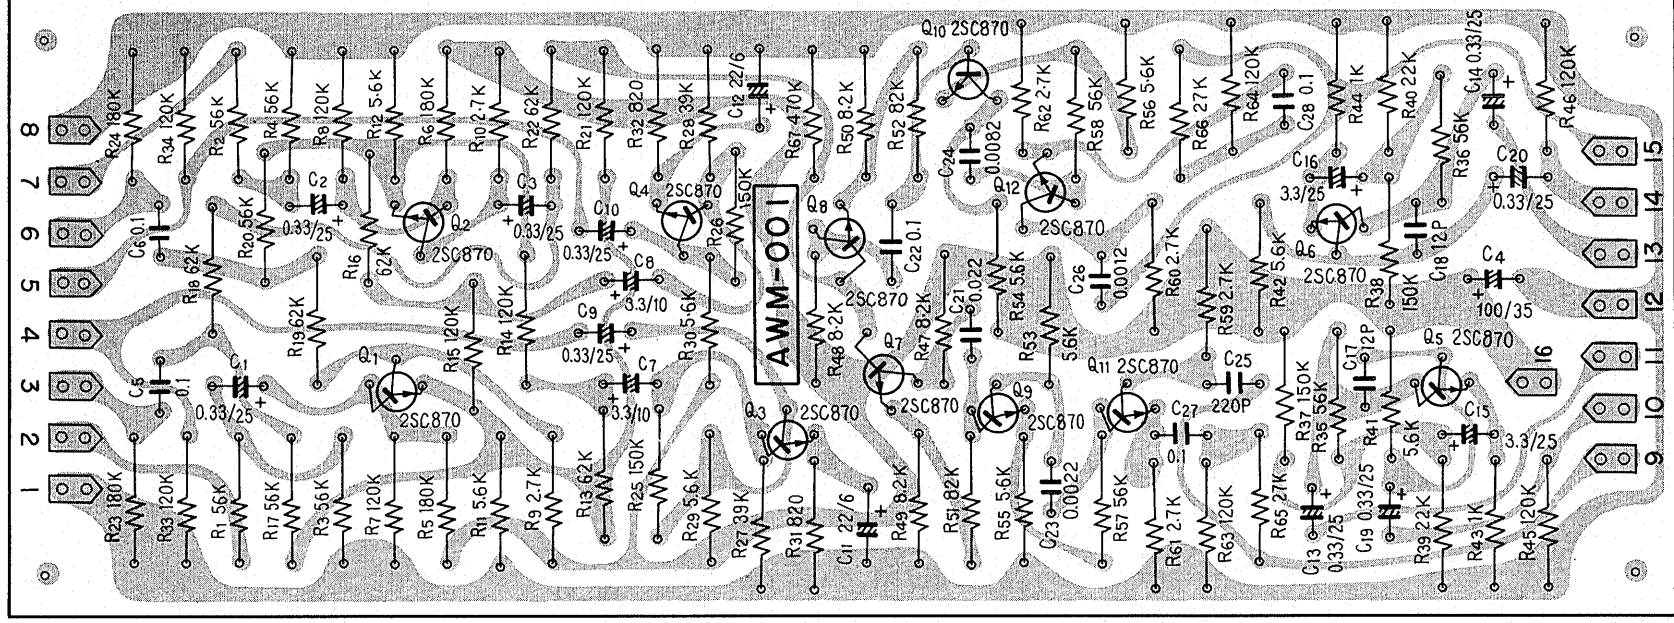 Q10 2SC870
8
7
6
5
4
3
2
1
R24 180K
R34 120K
R2 56K
R4 56K
R8 120K
R12 5.6K
R6 180K
R10 2.7K
R22 62K
R21 120K
R32 820
R28 39K
C12 22/6
+
R67 470K
R50 8.2K
R52 82K
C24
0.0082
R62 27K
R58 56K
R56 5.6K
R66 27K
R64 120K
C28 0.1
R44 1K
R40 22K
R36 56K
C14 0.33/25
+
R46 120K
C6 0.1
R18 62K
R20 56K
C2
0.33/25
+
R16
62K
Q2
2SC870
C3
+
0.33/25
C10
0.33/25
+
Q4
2SC870
R26
150K
Q8
2SC870
C22 0.1
Q12
2SC870
C16
3.3/25
+
Q6
2SC870
C18 12P
C20
+
0.33/25
R19 62K
R15 120K
R14 120K
C8
+
3.3/10
C9
0.33/25
+
R30 5.6K
AWM-001
R48 8.2K
R47 8.2K
C21
0.022
R54 5.6K
R53
5.6K
C26
0.0012
R60 2.7K
R59 2.7K
R42 5.6K
R38
150K
C4
+
100/35
C5
0.1
C1
0.33/25
+
Q1
2SC870
C7
+
3.3/10
Q3
2SC870
Q7
2SC870
Q9
2SC870
Q11 2SC870
C25
220P
C27
0.1
R37 150K
R35 56K
C17
12P
R41
5.6K
Q5
2SC870
C15
+
3.3/25
R23 180K
R33 120K
R1 56K
R17 56K
R3 56K
R7 120K
R5 180K
R11 5.6K
R9 2.7K
R13 62K
R25 150K
R29 5.6K
R27 39K
R31 820
C11 22/6
+
R49 8.2K
R51 82K
R55 5.6K
C23
0.0022
R57 56K
R61 2.7K
R63 120K
R65 27K
C13
0.33/25
+
C19 0.33/25
+
R39 22K
R43 1K
R45 120K
15
14
13
12
11
16
10
9